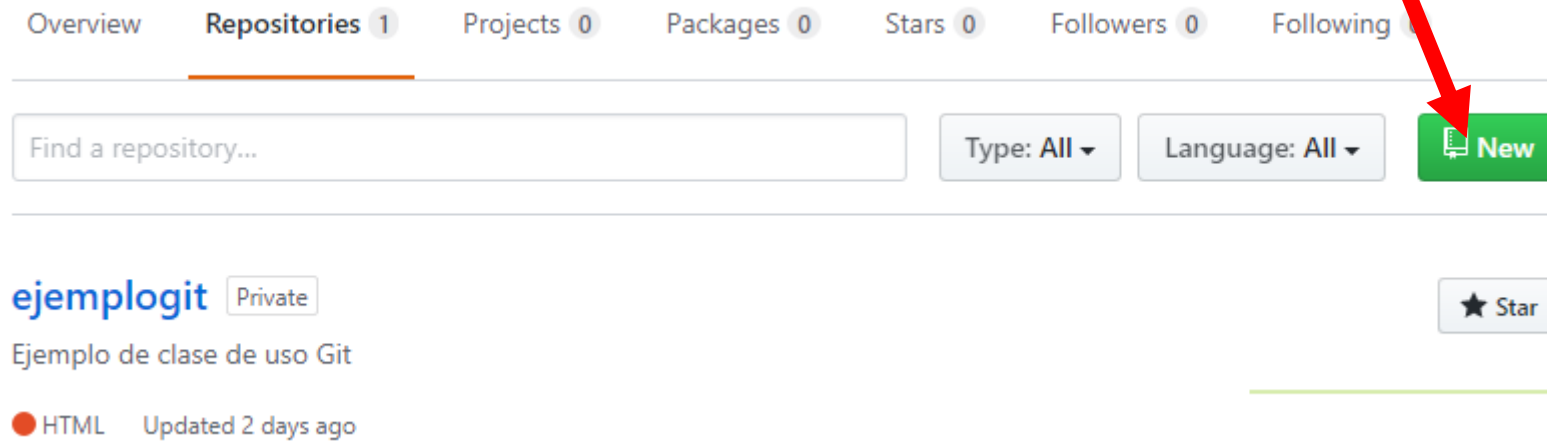 Overview Repositories 1 Projects 0 Packages 0 Stars 0 Followers 0 Following
Find a repository... Type: All Language: All New
ejemplogit Private Star
Ejemplo de clase de uso Git
HTML Updated 2 days ago